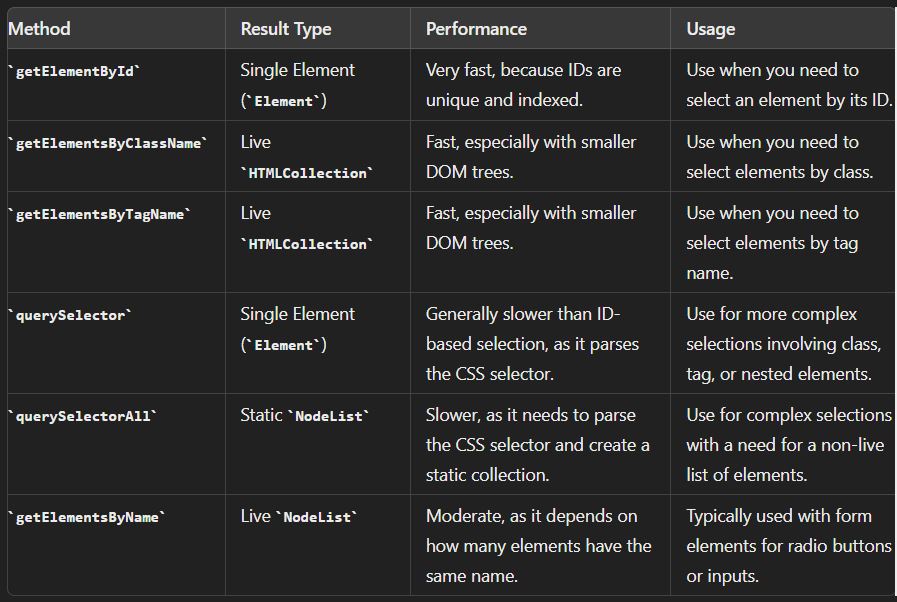 Method Result Type Performance Usage
`getElementById` Single Element Very fast, because IDs are Use when you need to
(`Element`) unique and indexed. select an element by its ID.
`getElementsByClassName` Live Fast, especially with smaller Use when you need to
`HTMLCollection` DOM trees. select elements by class.
`getElementsByTagName` Live Fast, especially with smaller Use when you need to
`HTMLCollection` DOM trees. select elements by tag
name.
`querySelector` Single Element Generally slower than ID- Use for more complex
(`Element`) based selection, as it parses selections involving class,
the CSS selector. tag, or nested elements.
`querySelectorAll` Static `NodeList` Slower, as it needs to parse Use for complex selections
the CSS selector and create a with a need for a non-live
static collection. list of elements.
`getElementsByName` Live `NodeList` Moderate, as it depends on Typically used with form
how many elements have the elements for radio buttons
same name. or inputs.